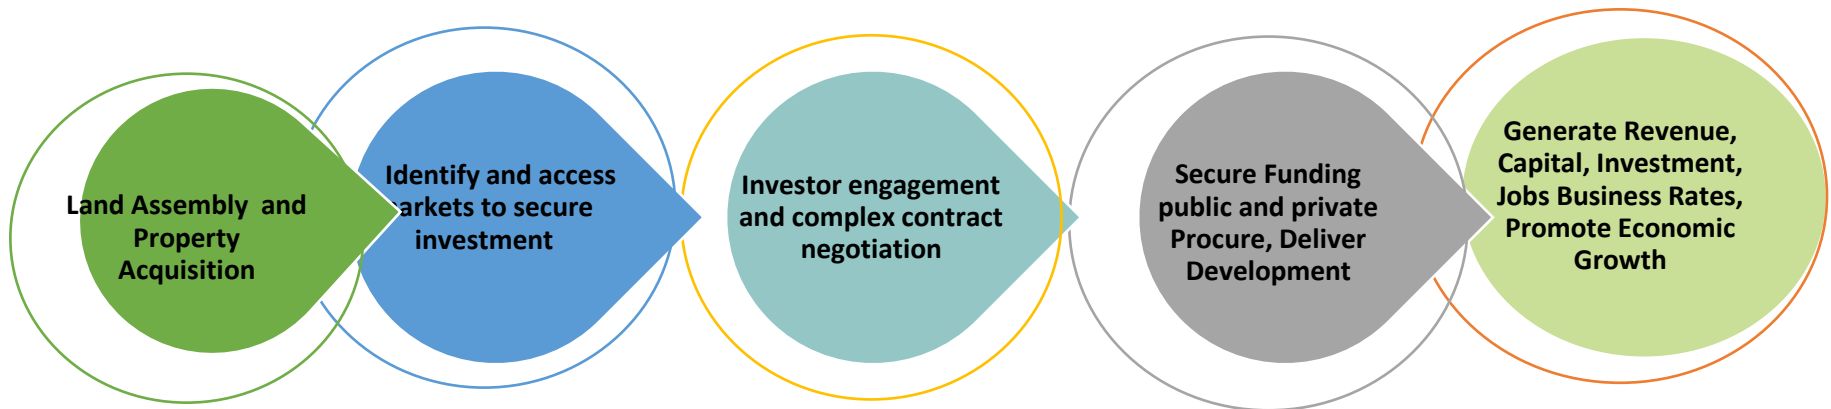 Land Assembly and
Property
Acquisition
Identify and access
markets to secure
investment
Investor engagement
and complex contract
negotiation
Secure Funding
public and private
Procure, Deliver
Development
Generate Revenue,
Capital, Investment,
Jobs Business Rates,
Promote Economic
Growth